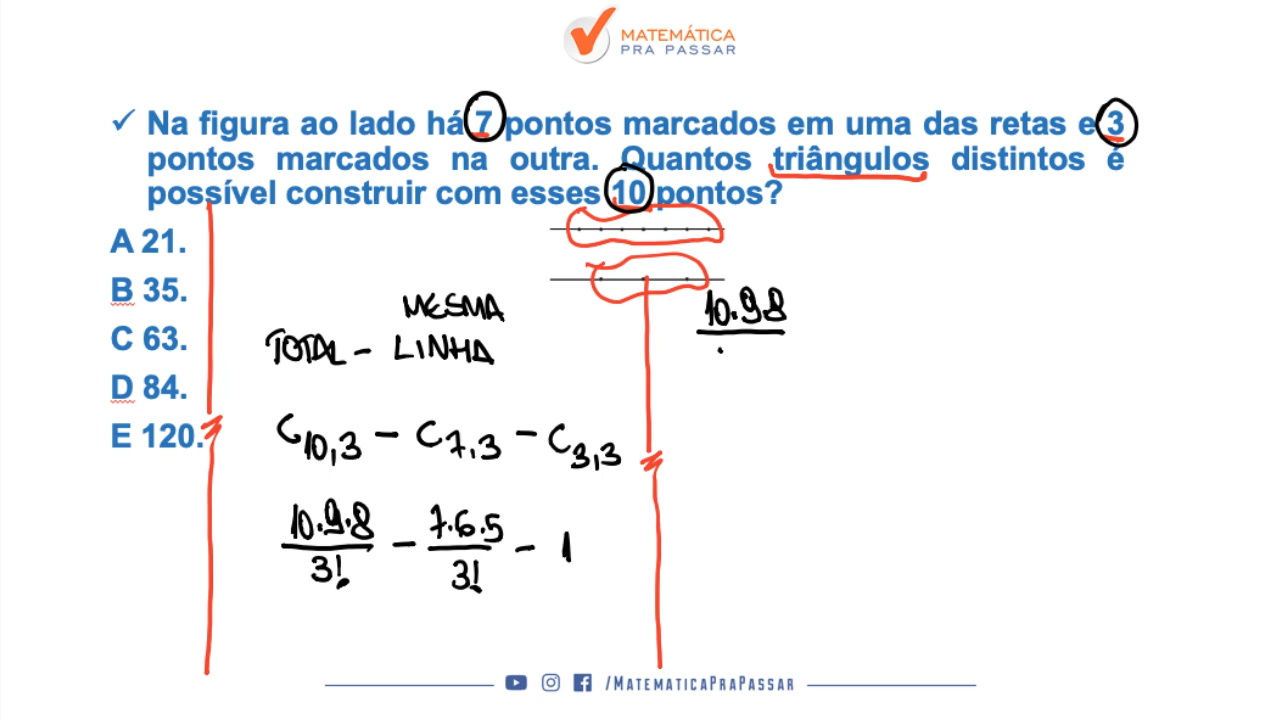 MATEMÁTICA
PRA PASSAR
✓ Na figura ao lado há 7 pontos marcados em uma das retas e 3
pontos marcados na outra. Quantos triângulos distintos é
possível construir com esses 10 pontos?
A 21.
B 35.
C 63.
D 84.
E 120.
MESMA
TOTAL - LINHA
C10,3 - C7,3 - C3,3
10.9.8/3! - 7.6.5/3! - 1
10.9 8
/MATEMATICAPRAPASSAR